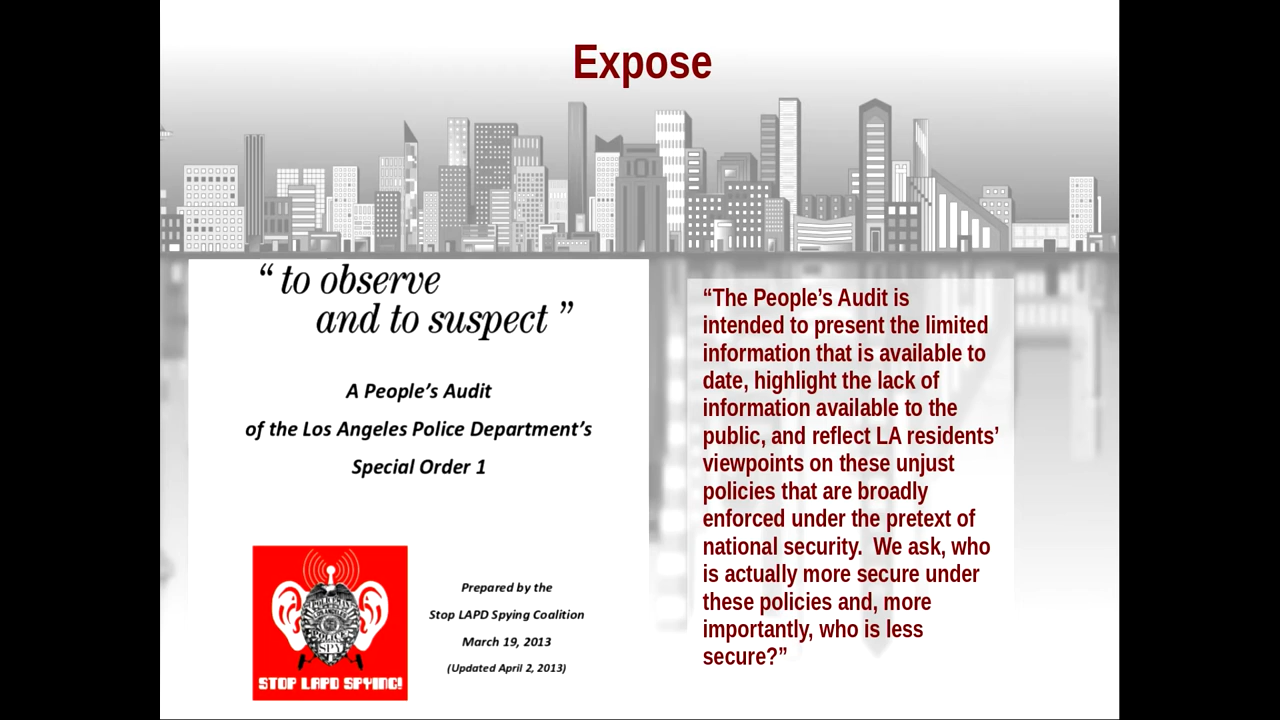 Expose
“ to observe
and to suspect ”
A People’s Audit
of the Los Angeles Police Department’s
Special Order 1
Prepared by the
Stop LAPD Spying Coalition
March 19, 2013
(Updated April 2, 2013)
POLICE
SPY
STOP LAPD SPYING!
“The People’s Audit is
intended to present the limited
information that is available to
date, highlight the lack of
information available to the
public, and reflect LA residents’
viewpoints on these unjust
policies that are broadly
enforced under the pretext of
national security.  We ask, who
is actually more secure under
these policies and, more
importantly, who is less
secure?”